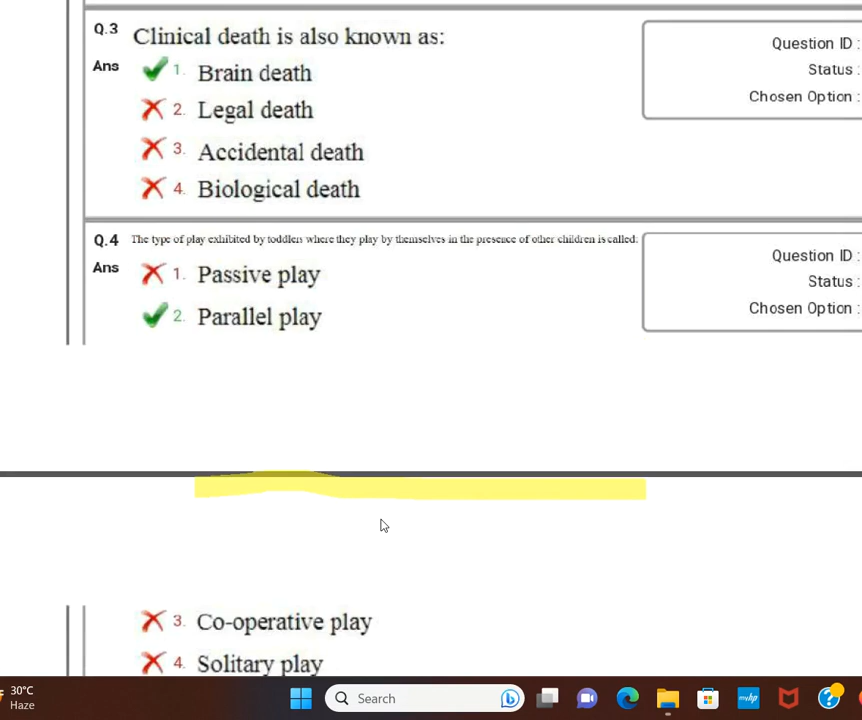 Q.3 Clinical death is also known as:
Question ID :
Ans 1. Brain death
Status :
Chosen Option :
2. Legal death
3. Accidental death
4. Biological death
Q.4 The type of play exhibited by toddlers where they play by themselves in the presence of other children is called:
Question ID :
Ans 1. Passive play
Status :
Chosen Option :
2. Parallel play
3. Co-operative play
4. Solitary play
30°C
Haze
Search
myhp